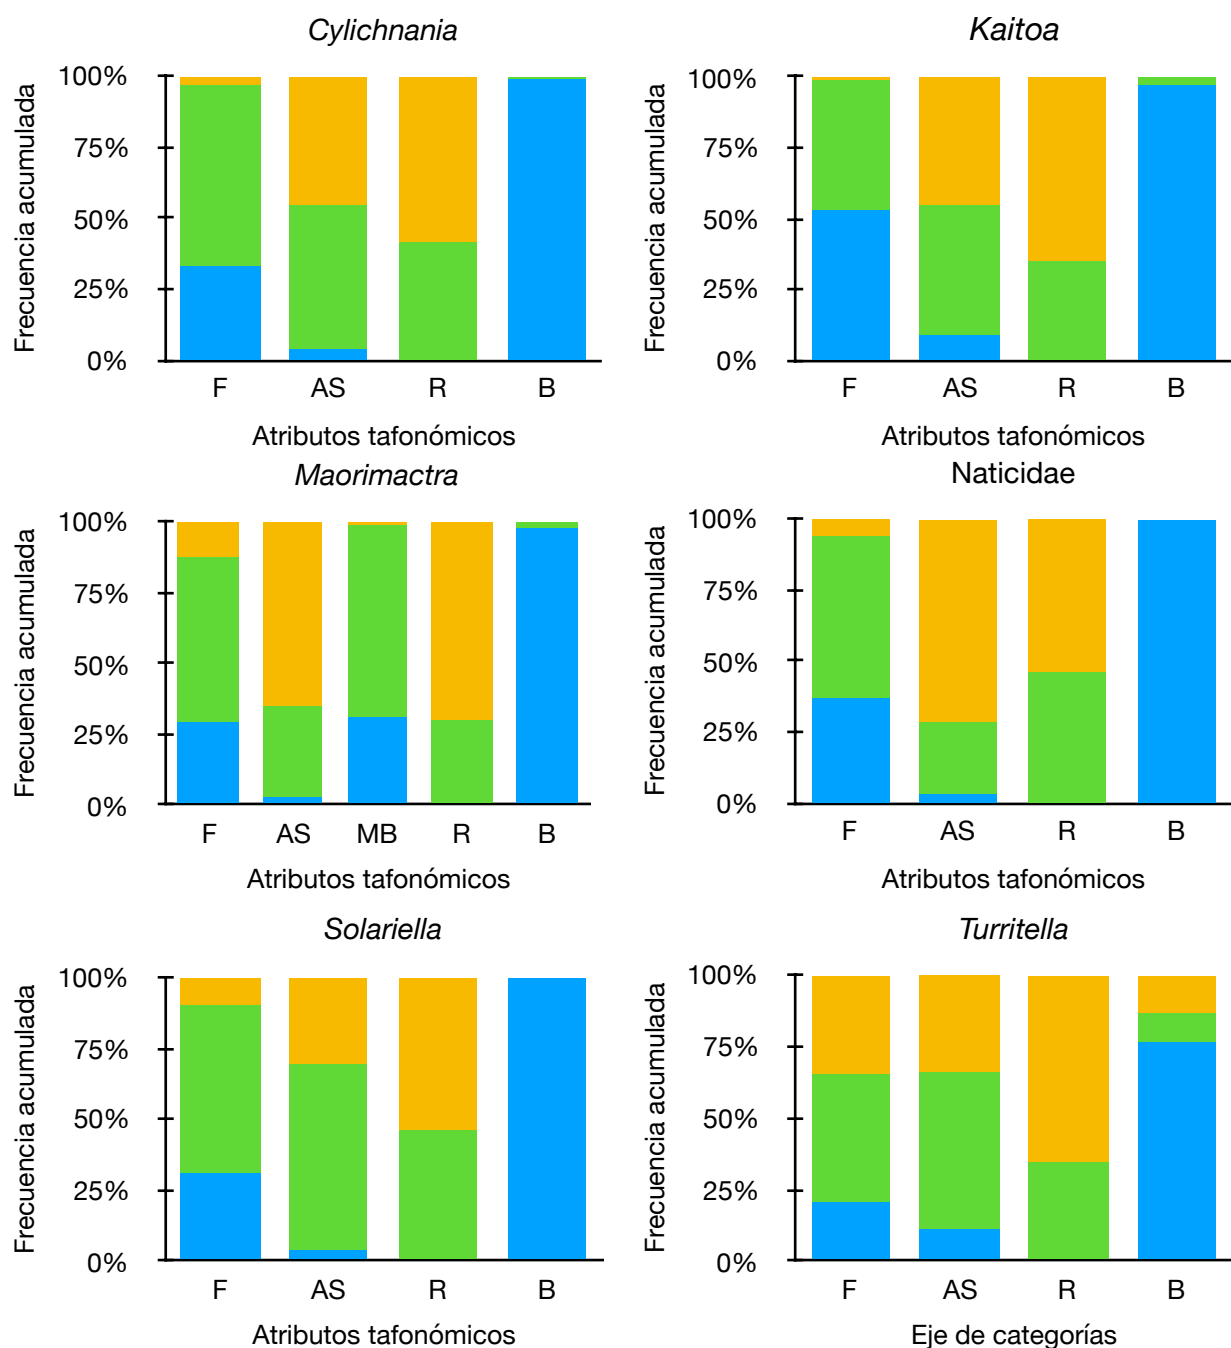 Cylichnania
Frecuencia acumulada
100%
75%
50%
25%
0%
F AS R B
Atributos tafonómicos
Kaitoa
Frecuencia acumulada
100%
75%
50%
25%
0%
F AS R B
Atributos tafonómicos
Maorimactra
Frecuencia acumulada
100%
75%
50%
25%
0%
F AS MB R B
Atributos tafonómicos
Naticidae
Frecuencia acumulada
100%
75%
50%
25%
0%
F AS R B
Atributos tafonómicos
Solariella
Frecuencia acumulada
100%
75%
50%
25%
0%
F AS R B
Atributos tafonómicos
Turritella
Frecuencia acumulada
100%
75%
50%
25%
0%
F AS R B
Eje de categorías